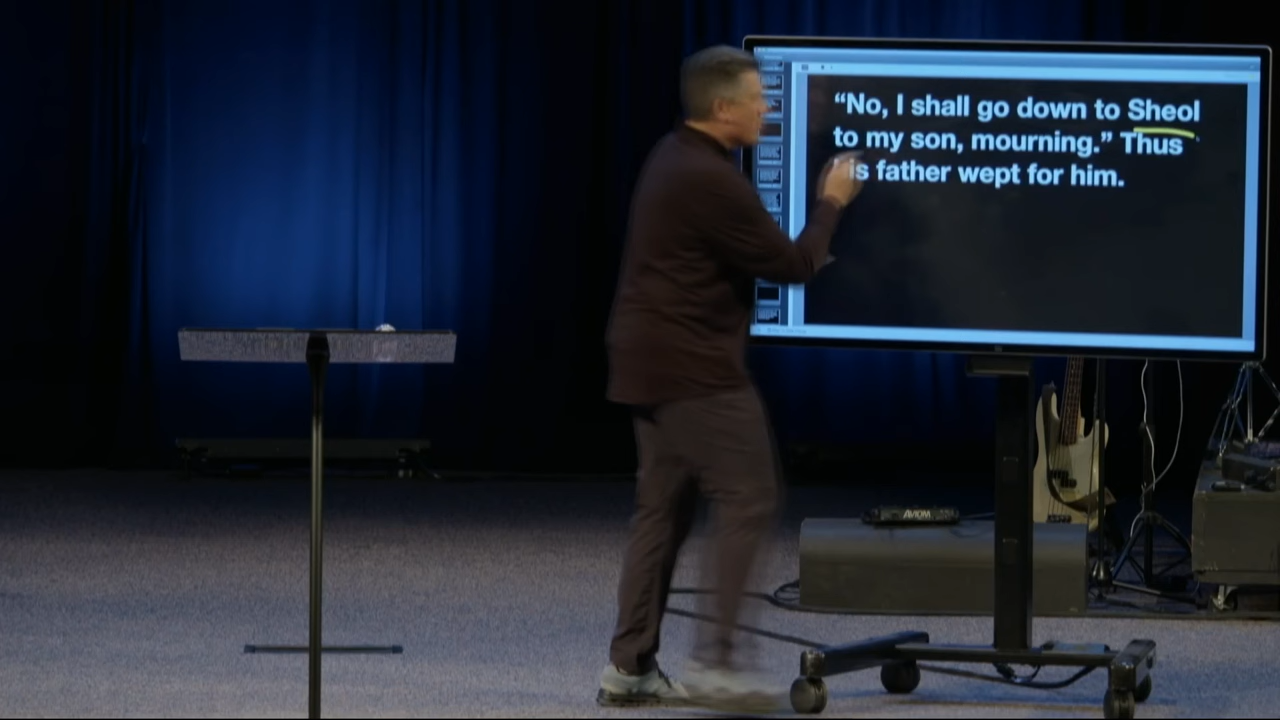 “No, I shall go down to Sheol
to my son, mourning.” Thus
is father wept for him.
AVIOM